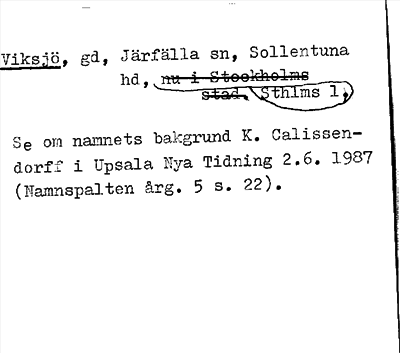 Viksjö, gd, Järfälla sn, Sollentuna
hd, nu i Stockholms
stad, Sthlms l,
Se om namnets bakgrund K. Calissen-
dorff i Upsala Nya Tidning 2.6. 1987
(Namnspalten årg. 5 s. 22).